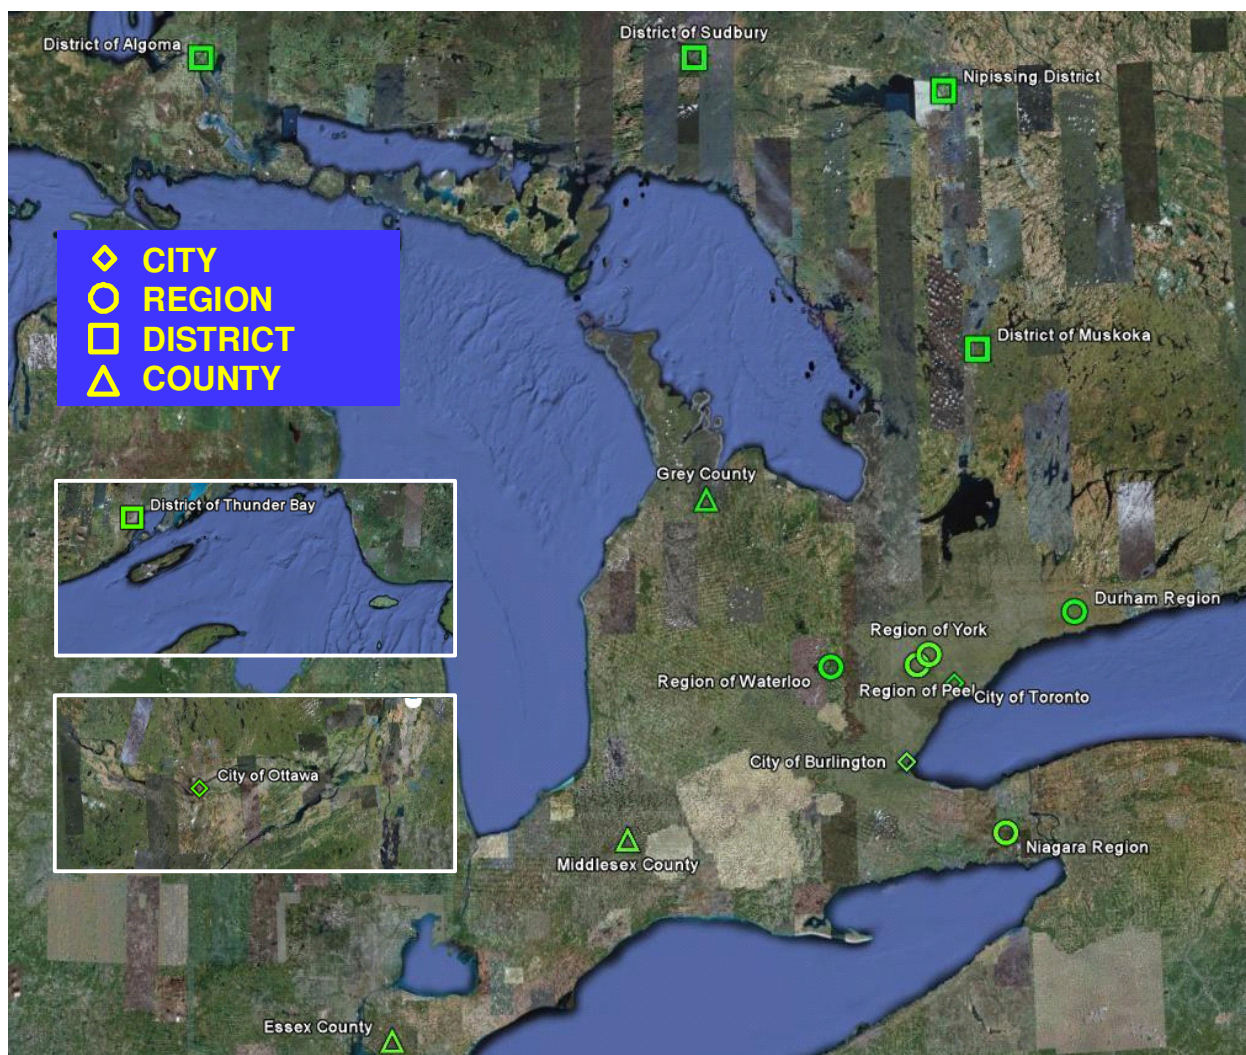 District of Algoma
District of Sudbury
Nipissing District
CITY
REGION
DISTRICT
COUNTY
District of Muskoka
Grey County
District of Thunder Bay
Durham Region
Region of York
Region of Waterloo
Region of Peel
City of Toronto
City of Burlington
City of Ottawa
Niagara Region
Middlesex County
Essex County